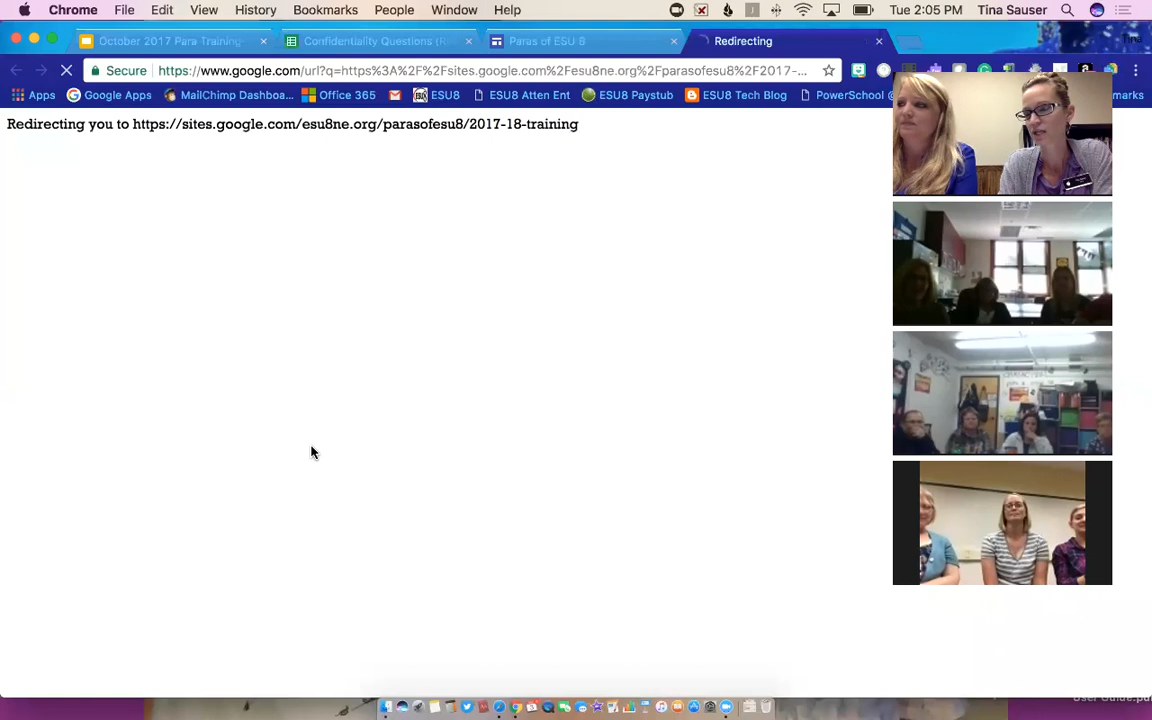 Chrome File Edit View History Bookmarks People Window Help Tue 2:05 PM Tina Sauser
October 2017 Para Training Confidentiality Questions ( Paras of ESU 8 Redirecting Tina
Secure https://www.google.com/url?q=https%3A%2F%2Fsites.google.com%2Fesu8ne.org%2Fparasofesu8%2F2017-...
Apps Google Apps MailChimp Dashboa... Office 365 ESU8 ESU8 Atten Ent ESU8 Paystub ESU8 Tech Blog PowerSchool @ marks
Redirecting you to https://sites.google.com/esu8ne.org/parasofesu8/2017-18-training